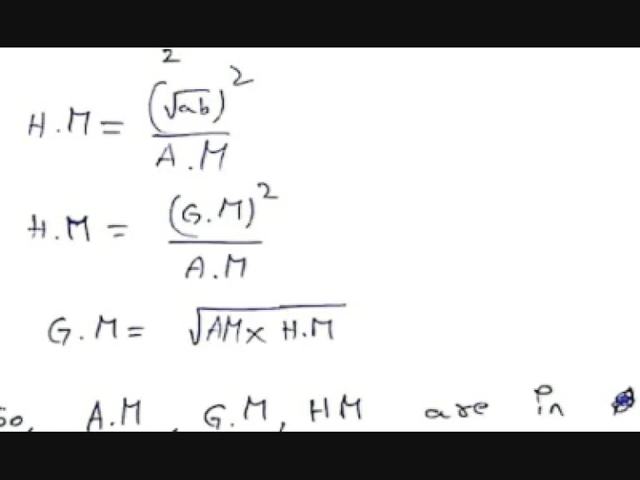 2
H.M = (√ab)² / A.M
H.M = (G.M)² / A.M
G.M = √AM x H.M
So, A.M, G.M, HM are in